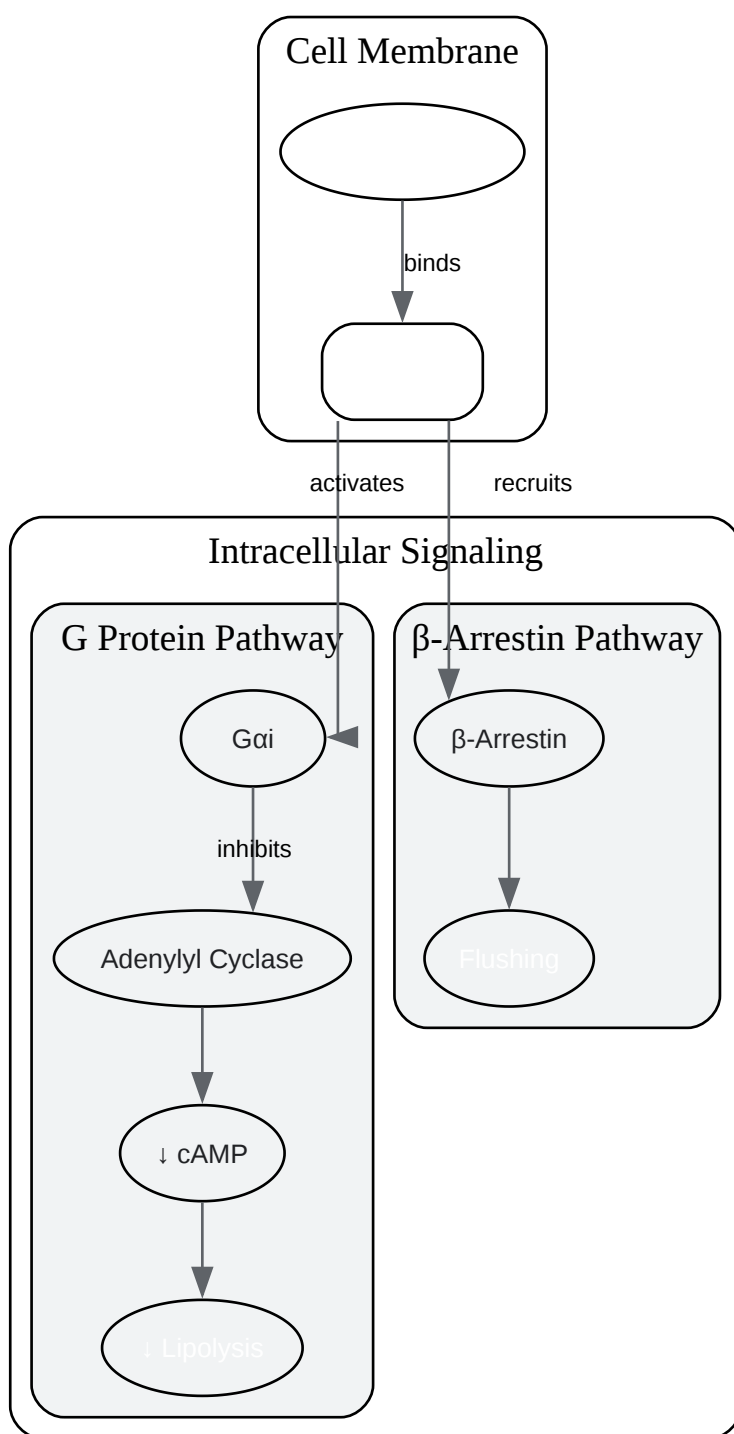 Cell Membrane
binds
activates
recruits
Intracellular Signaling
G Protein Pathway
β-Arrestin Pathway
Gαi
β-Arrestin
inhibits
Adenylyl Cyclase
Flushing
↓ cAMP
↓ Lipolysis